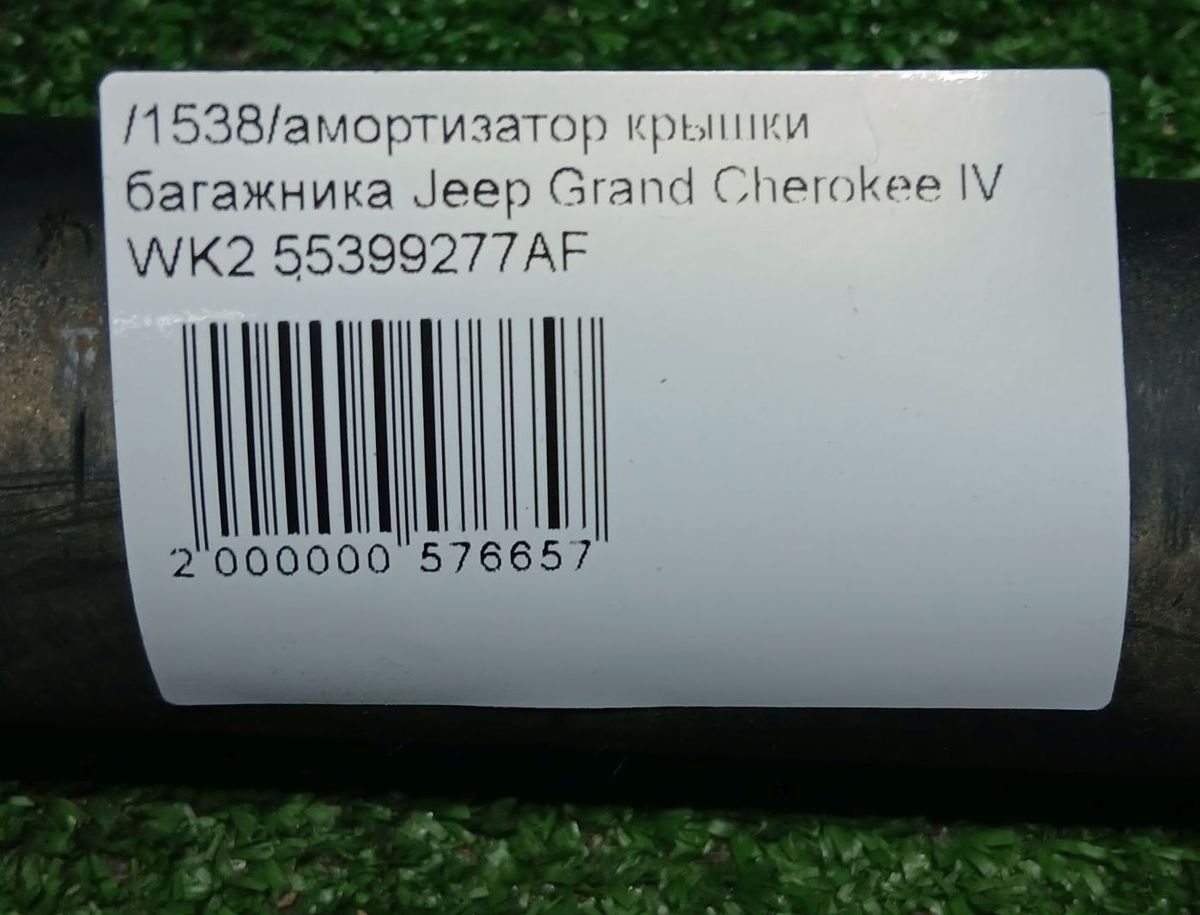 /1538/амортизатор крышки
багажника Jeep Grand Cherokee IV
WK2 55399277AF
2 000000 576657